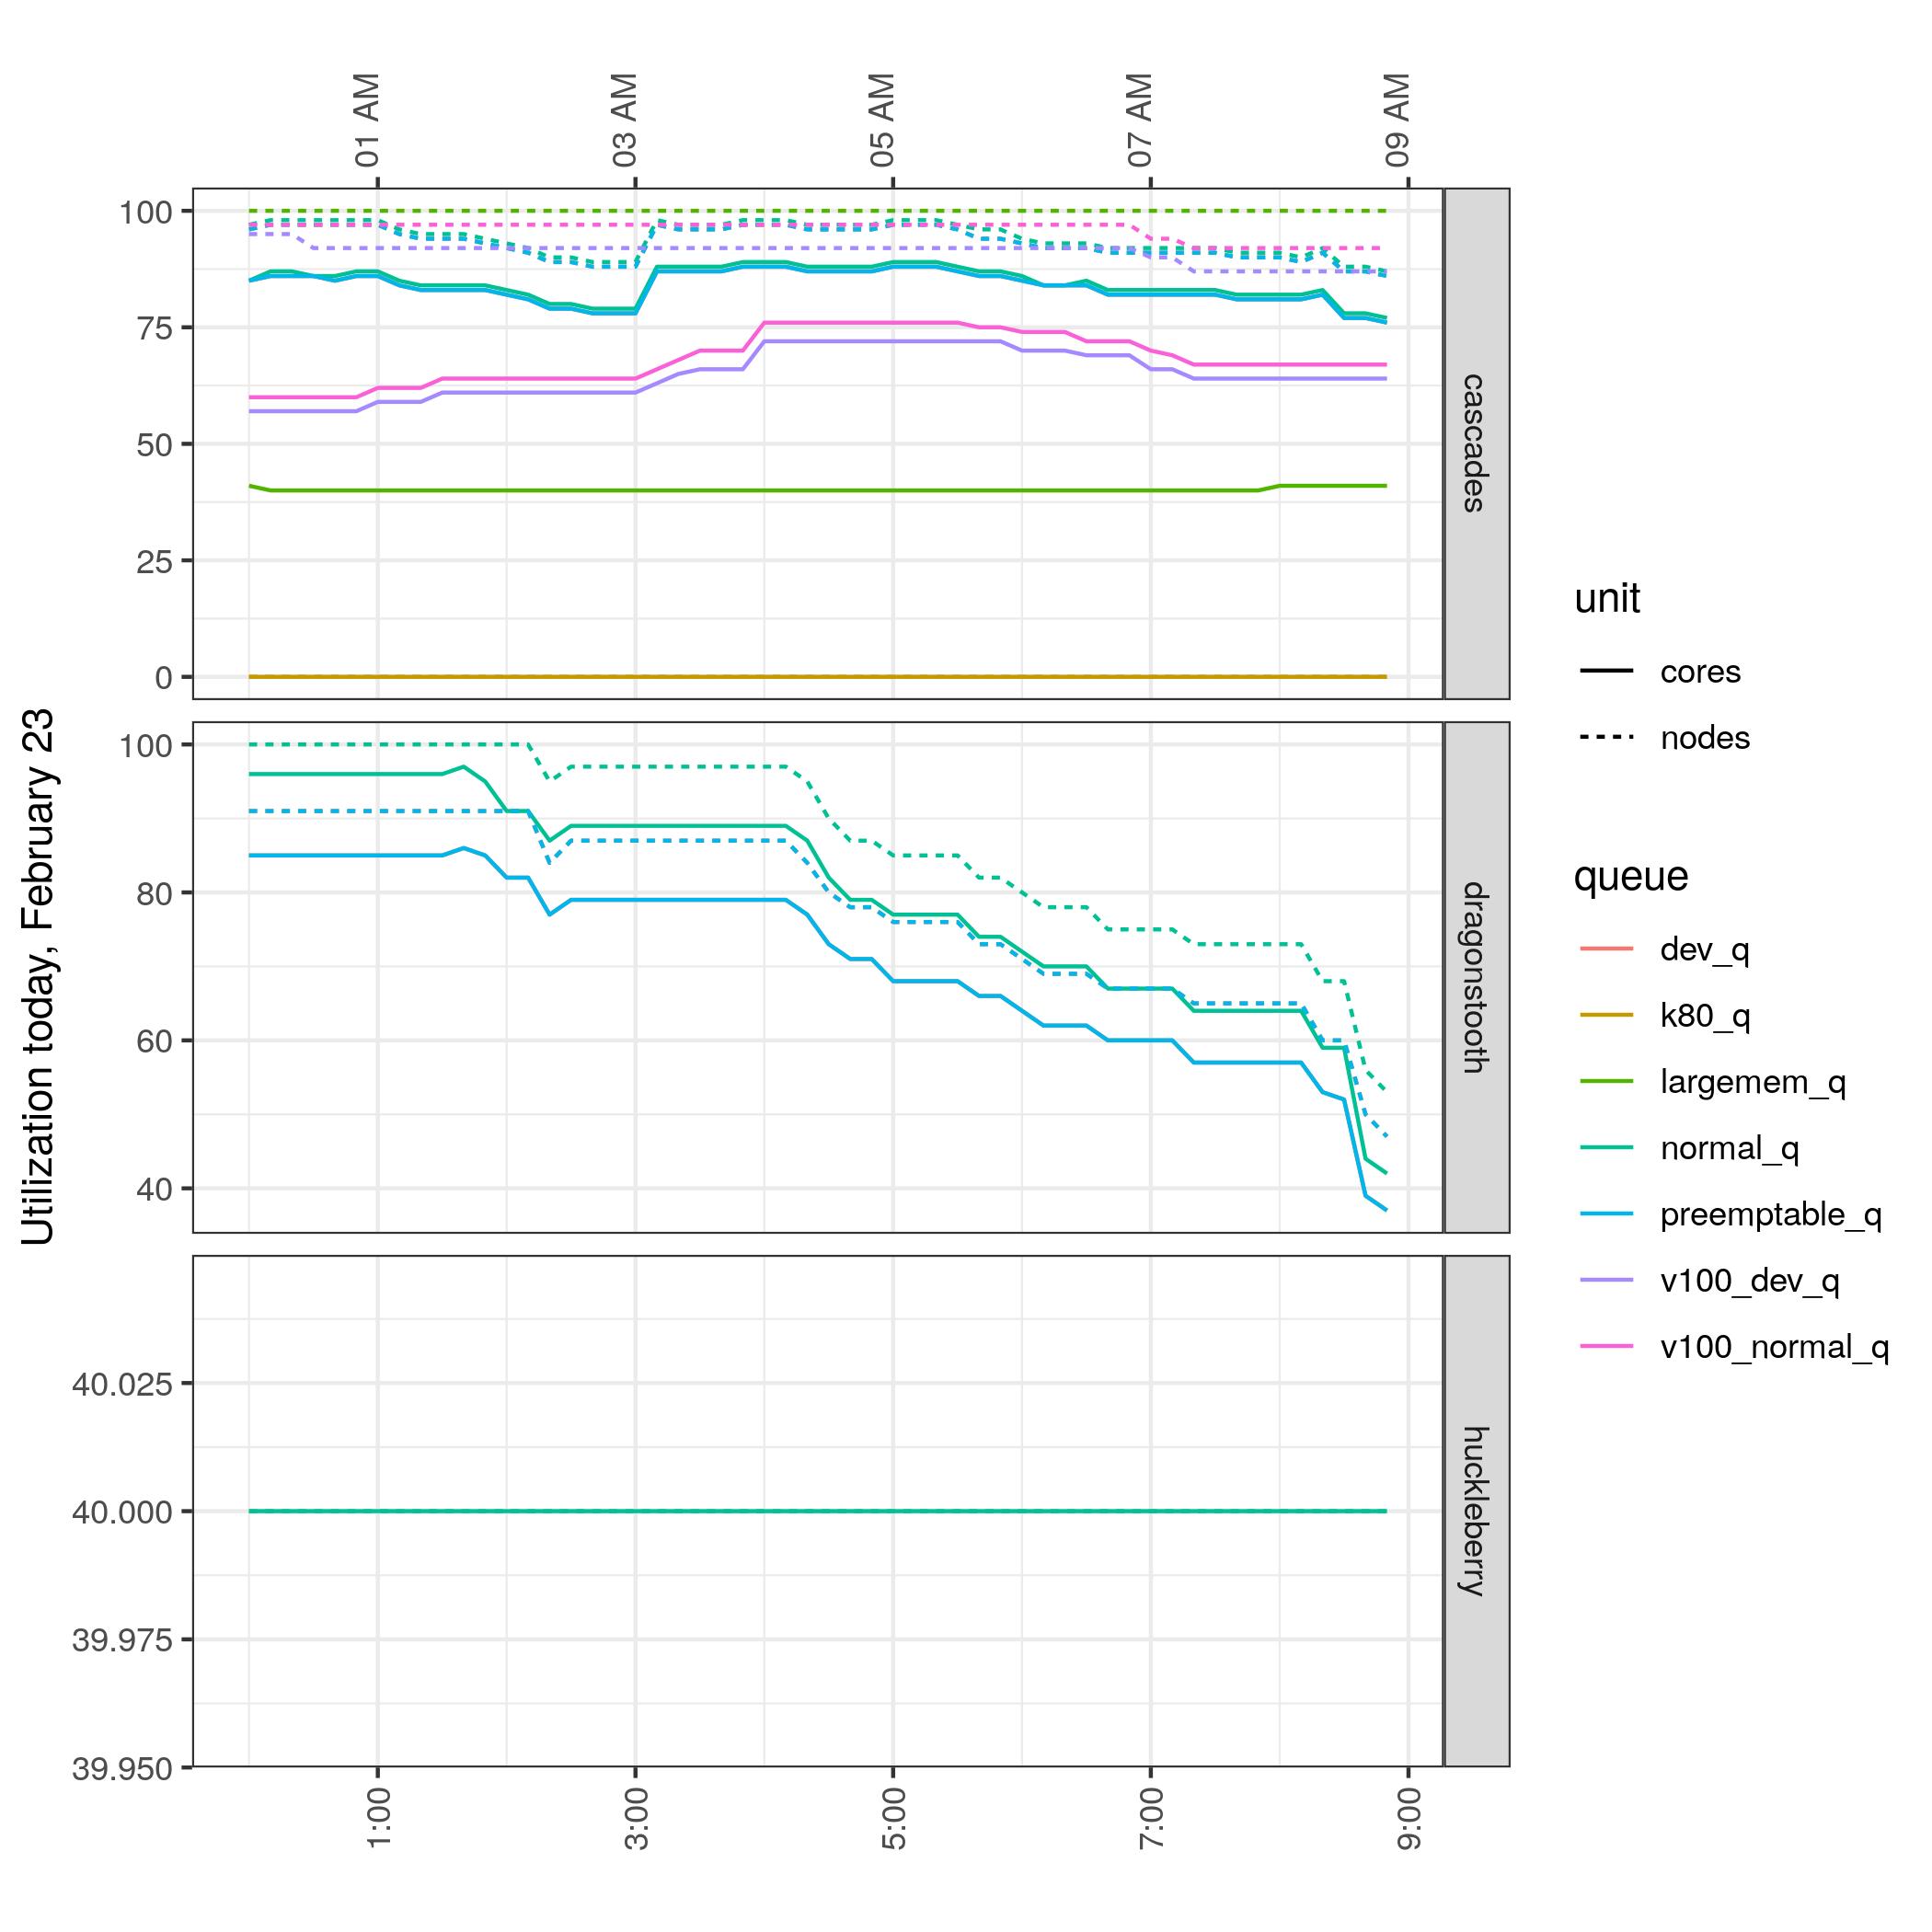 01 AM
03 AM
05 AM
07 AM
09 AM
Utilization today, February 23
100
75
50
25
0
cascades
100
80
60
40
dragonstooth
40.025
40.000
39.975
39.950
huckleberry
1:00
3:00
5:00
7:00
9:00
unit
cores
nodes
queue
dev_q
k80_q
largemem_q
normal_q
preemptable_q
v100_dev_q
v100_normal_q